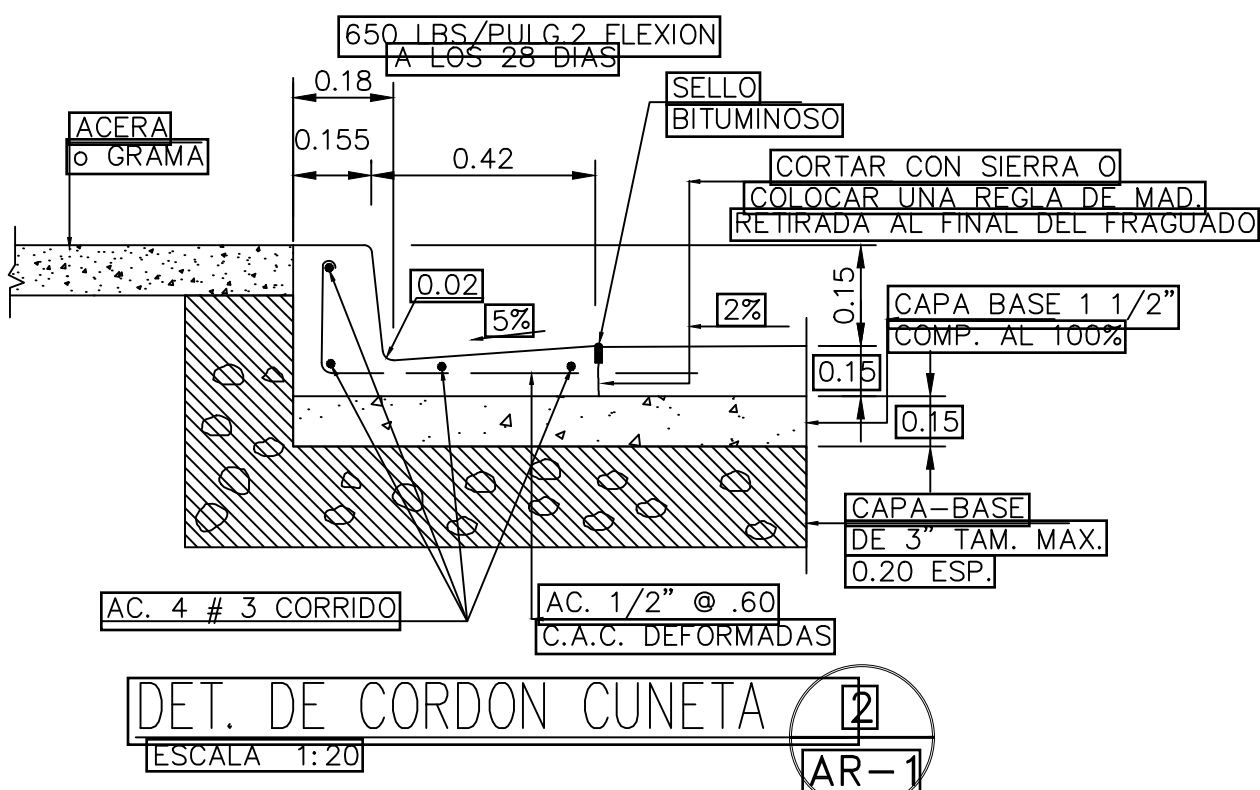 650 LBS/PULG.2 FLEXION
A LOS 28 DIAS
0.18
SELLO
BITUMINOSO
ACERA
o GRAMA
0.155
0.42
CORTAR CON SIERRA O
COLOCAR UNA REGLA DE MAD.
RETIRADA AL FINAL DEL FRAGUADO
0.02
5%
2%
0.15
CAPA BASE 1 1/2"
COMP. AL 100%
0.15
0.15
CAPA-BASE
DE 3" TAM. MAX.
0.20 ESP.
AC. 4 # 3 CORRIDO
AC. 1/2" @ .60
C.A.C. DEFORMADAS
DET. DE CORDON CUNETA
ESCALA 1:20
2
AR-1